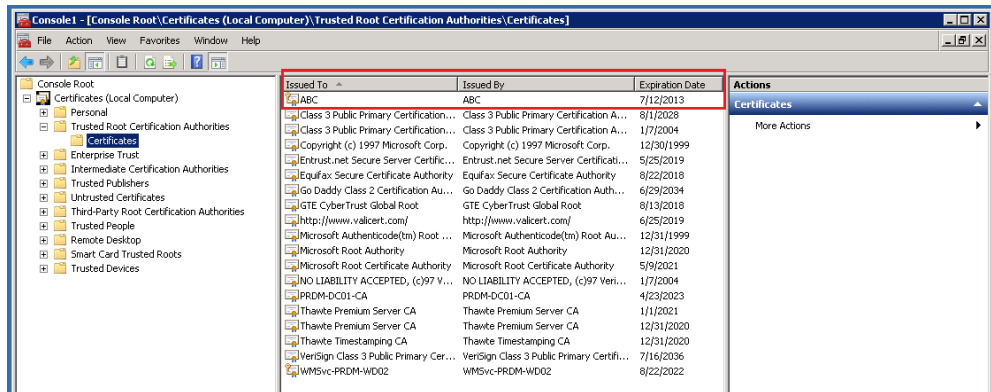 Console1 - [Console Root\Certificates (Local Computer)\Trusted Root Certification Authorities\Certificates]
File Action View Favorites Window Help
Console Root
Certificates (Local Computer)
Personal
Trusted Root Certification Authorities
Certificates
Enterprise Trust
Intermediate Certification Authorities
Trusted Publishers
Untrusted Certificates
Third-Party Root Certification Authorities
Trusted People
Remote Desktop
Smart Card Trusted Roots
Trusted Devices
Issued To Issued By Expiration Date
ABC ABC 7/12/2013
Class 3 Public Primary Certification... Class 3 Public Primary Certification A... 8/1/2028
Class 3 Public Primary Certification... Class 3 Public Primary Certification A... 1/7/2004
Copyright (c) 1997 Microsoft Corp. Copyright (c) 1997 Microsoft Corp. 12/30/1999
Entrust.net Secure Server Certific... Entrust.net Secure Server Certificati... 5/25/2019
Equifax Secure Certificate Authority Equifax Secure Certificate Authority 8/22/2018
Go Daddy Class 2 Certification Au... Go Daddy Class 2 Certification Auth... 6/29/2034
GTE CyberTrust Global Root GTE CyberTrust Global Root 8/13/2018
http://www.valicert.com/ http://www.valicert.com/ 6/25/2019
Microsoft Authenticode(tm) Root ... Microsoft Authenticode(tm) Root Au... 12/31/1999
Microsoft Root Authority Microsoft Root Authority 12/31/2020
Microsoft Root Certificate Authority Microsoft Root Certificate Authority 5/9/2021
NO LIABILITY ACCEPTED, (c)97 V... NO LIABILITY ACCEPTED, (c)97 Veri... 1/7/2004
PRDM-DC01-CA PRDM-DC01-CA 4/23/2023
Thawte Premium Server CA Thawte Premium Server CA 1/1/2021
Thawte Premium Server CA Thawte Premium Server CA 12/31/2020
Thawte Timestamping CA Thawte Timestamping CA 12/31/2020
VeriSign Class 3 Public Primary Cer... VeriSign Class 3 Public Primary Certifi... 7/16/2036
WMSvc-PRDM-WD02 WMSvc-PRDM-WD02 8/22/2022
Actions
Certificates
More Actions